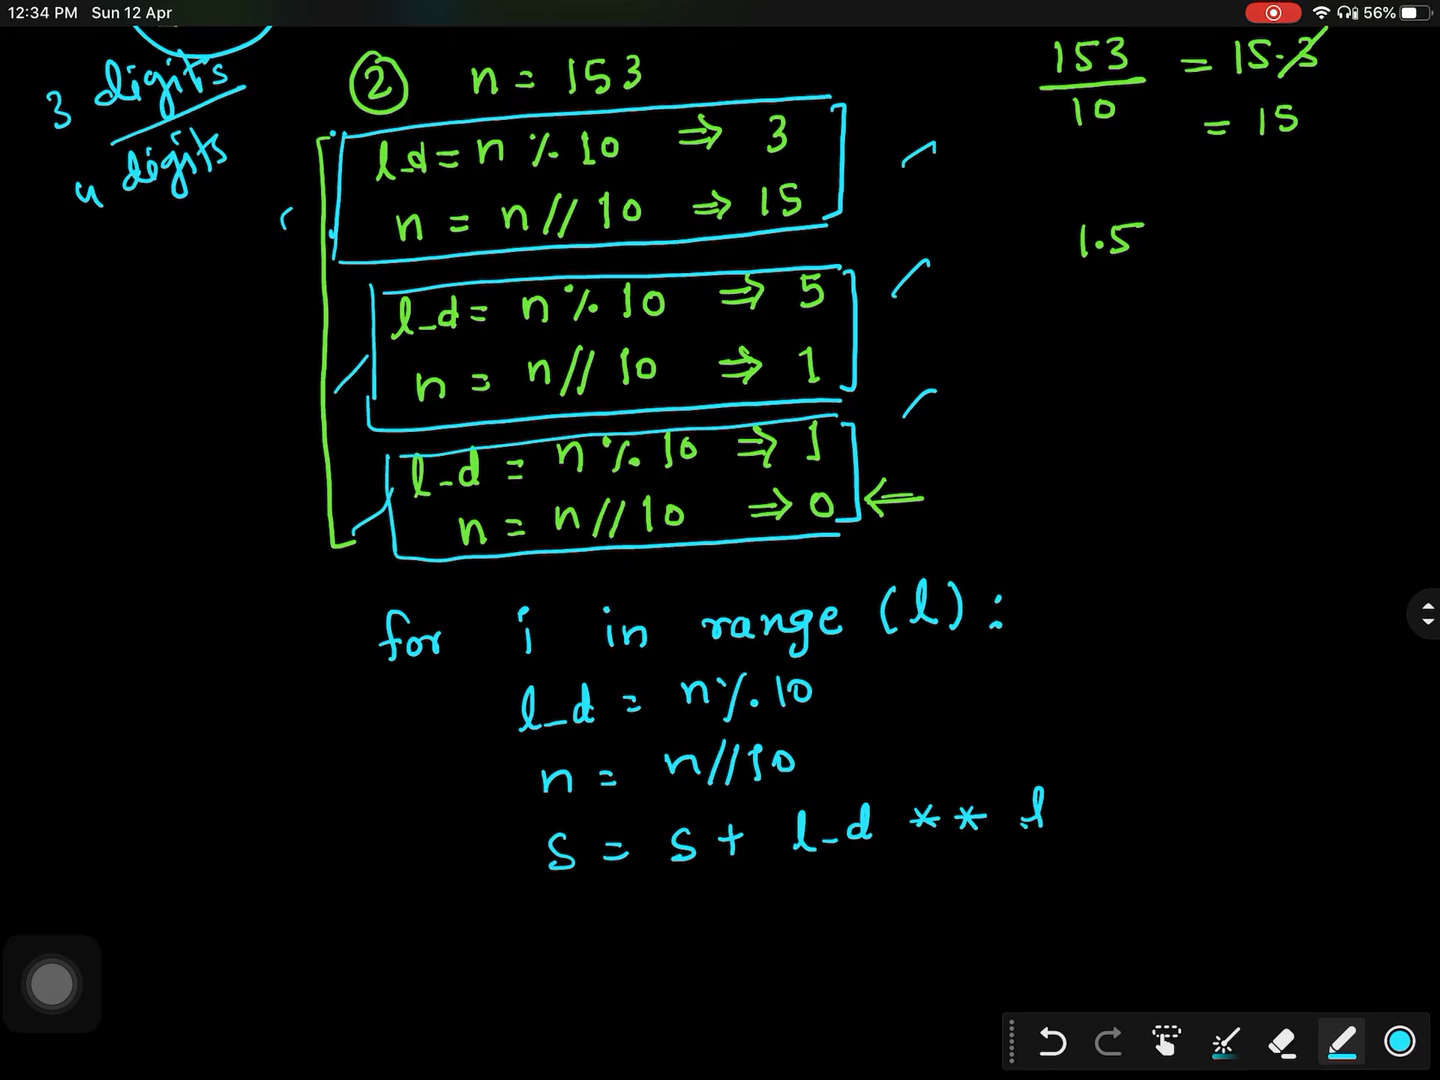 12:34 PM Sun 12 Apr
56%
3 digits
4 digits
② n = 153
l_d = n % 10 ⇒ 3
n = n // 10 ⇒ 15
l_d = n % 10 ⇒ 5
n = n // 10 ⇒ 1
l_d = n % 10 ⇒ 1
n = n // 10 ⇒ 0 ⇐
153
10
= 15.3
= 15
1.5
for i in range (l) :
l_d = n % 10
n = n // 10
s = s + l_d ** l